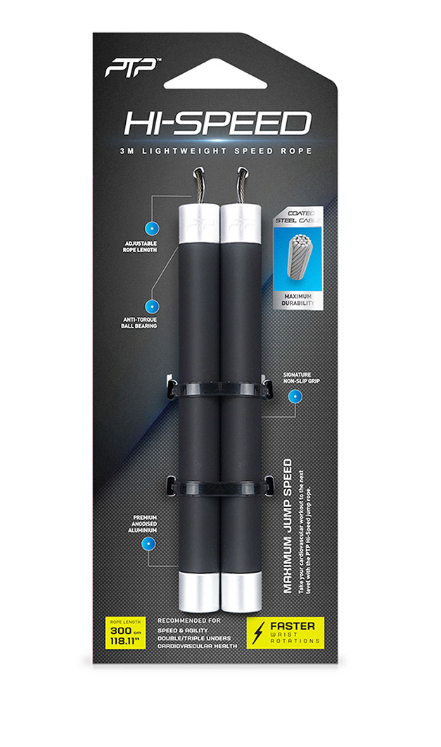 PTP™
HI-SPEED
3M LIGHTWEIGHT SPEED ROPE
COATED
STEEL CABLE
MAXIMUM
DURABILITY
ADJUSTABLE
ROPE LENGTH
ANTI-TORQUE
BALL BEARING
SIGNATURE
NON-SLIP GRIP
MAXIMUM JUMP SPEED
Take your cardiovascular workout to the next
level with the PTP Hi-Speed jump rope.
PREMIUM
ANODISED
ALUMINIUM
ROPE LENGTH
300 cm
118.11"
RECOMMENDED FOR
SPEED & AGILITY
DOUBLE/TRIPLE UNDERS
CARDIOVASCULAR HEALTH
FASTER
WRIST
ROTATIONS